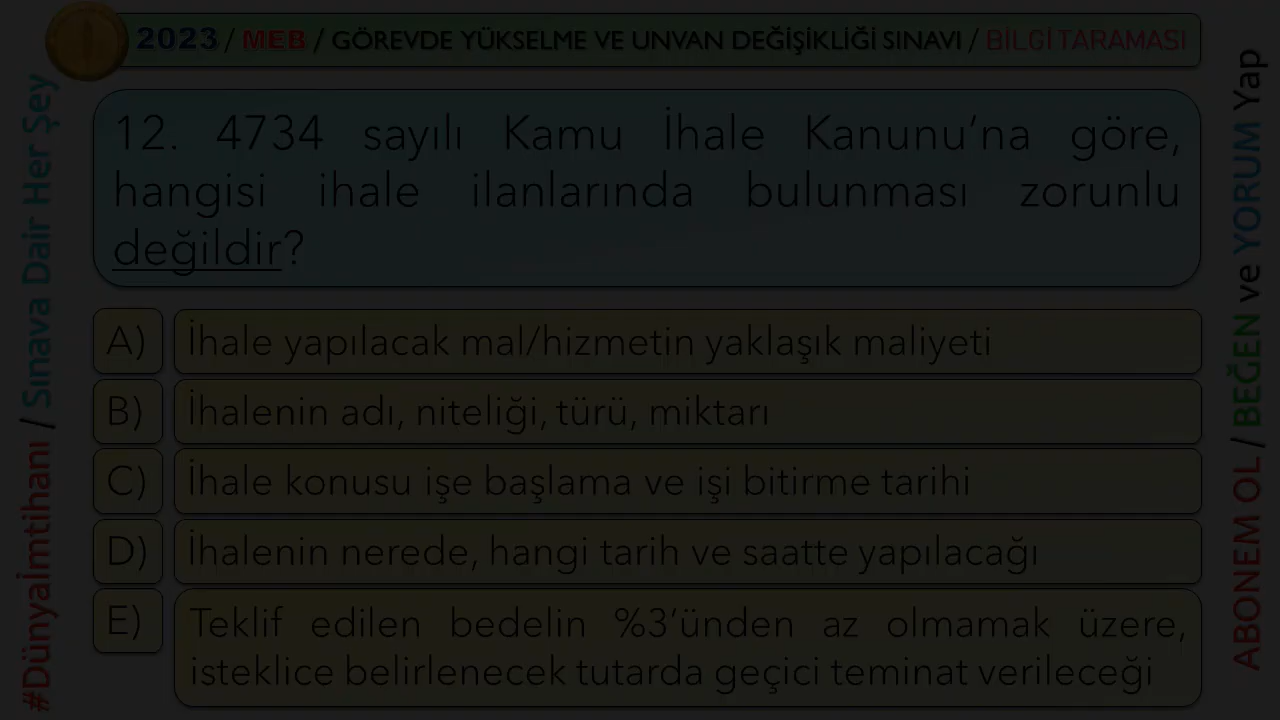 2023 / MEB / GÖREVDE YÜKSELME VE UNVAN DEĞİŞİKLİĞİ SINAVI / BİLGİ TARAMASI
12. 4734 sayılı Kamu İhale Kanunu’na göre,
hangisi ihale ilanlarında bulunması zorunlu
değildir?
A) İhale yapılacak mal/hizmetin yaklaşık maliyeti
B) İhalenin adı, niteliği, türü, miktarı
C) İhale konusu işe başlama ve işi bitirme tarihi
D) İhalenin nerede, hangi tarih ve saatte yapılacağı
E) Teklif edilen bedelin %3’ünden az olmamak üzere,
isteklice belirlenecek tutarda geçici teminat verileceği
#Dünyaimtihanı / Sınava Dair Her Şey
ABONEM OL / BEĞEN ve YORUM Yap